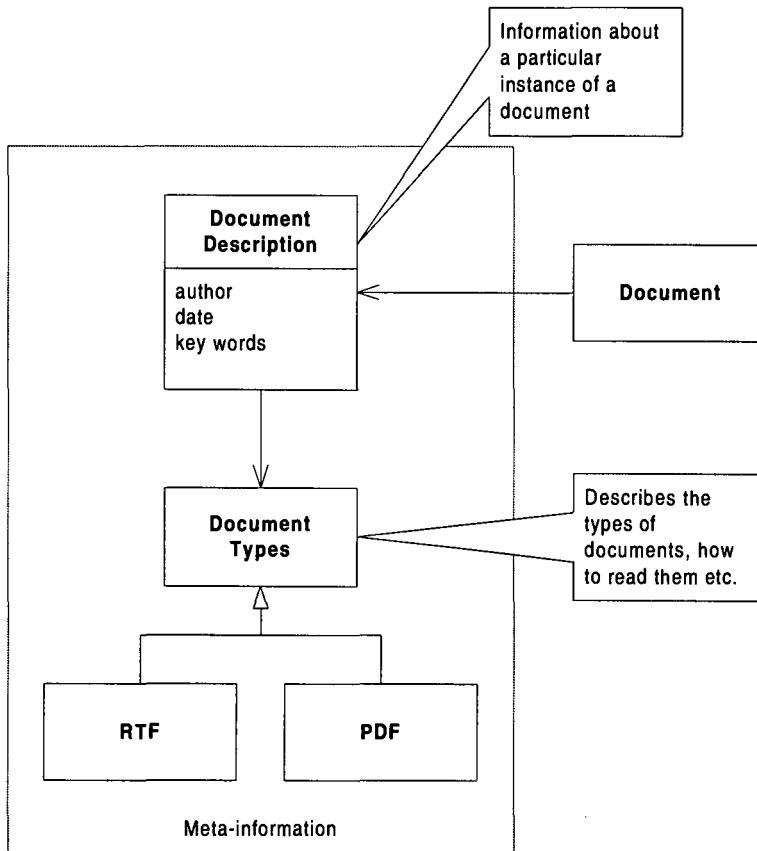 Information about
a particular
instance of a
document
Document
Description
author
date
key words
Document
Document
Types
Describes the
types of
documents, how
to read them etc.
RTF
PDF
Meta-information